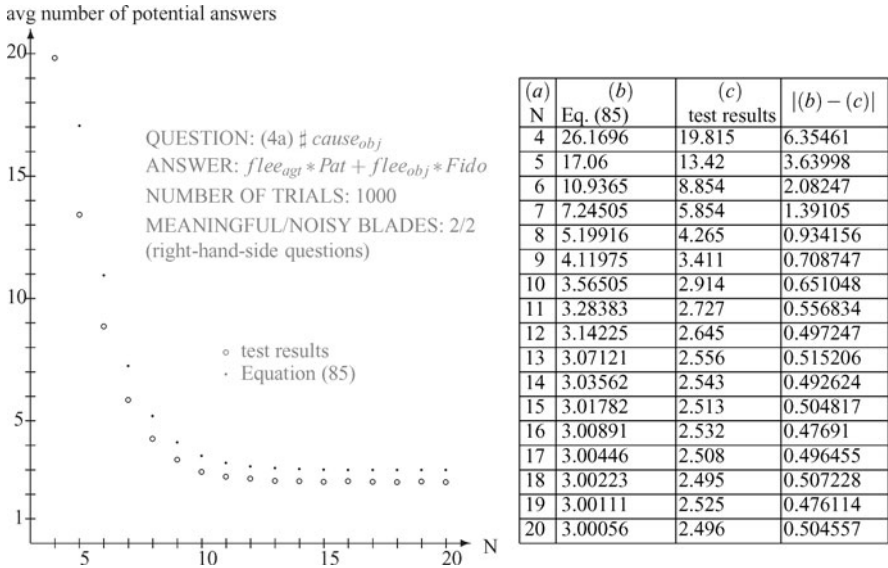 avg number of potential answers
20
15
10
5
1
5
10
15
20
N
QUESTION: (4a) ♯ cause_obj
ANSWER: flee_agt * Pat + flee_obj * Fido
NUMBER OF TRIALS: 1000
MEANINGFUL/NOISY BLADES: 2/2
(right-hand-side questions)
test results
Equation (85)
(a) (b) (c) |(b) − (c)|
N Eq. (85) test results
4 26.1696 19.815 6.35461
5 17.06 13.42 3.63998
6 10.9365 8.854 2.08247
7 7.24505 5.854 1.39105
8 5.19916 4.265 0.934156
9 4.11975 3.411 0.708747
10 3.56505 2.914 0.651048
11 3.28383 2.727 0.556834
12 3.14225 2.645 0.497247
13 3.07121 2.556 0.515206
14 3.03562 2.543 0.492624
15 3.01782 2.513 0.504817
16 3.00891 2.532 0.47691
17 3.00446 2.508 0.496455
18 3.00223 2.495 0.507228
19 3.00111 2.525 0.476114
20 3.00056 2.496 0.504557